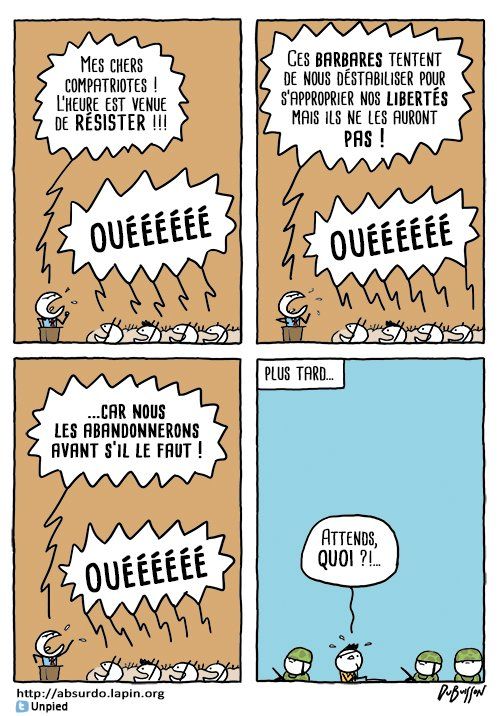 Mes chers
compatriotes !
L'heure est venue
de RÉSISTER !!!
OUÉÉÉÉÉÉ
Ces BARBARES tentent
de nous déstabiliser pour
s'approprier nos LIBERTÉS
mais ils ne les auront
PAS !
OUÉÉÉÉÉÉ
...CAR NOUS
LES ABANDONNERONS
AVANT S'IL LE FAUT !
OUÉÉÉÉÉÉ
PLUS TARD...
Attends,
QUOI ?!...
http://absurdo.lapin.org
Unpied
DuBuisson